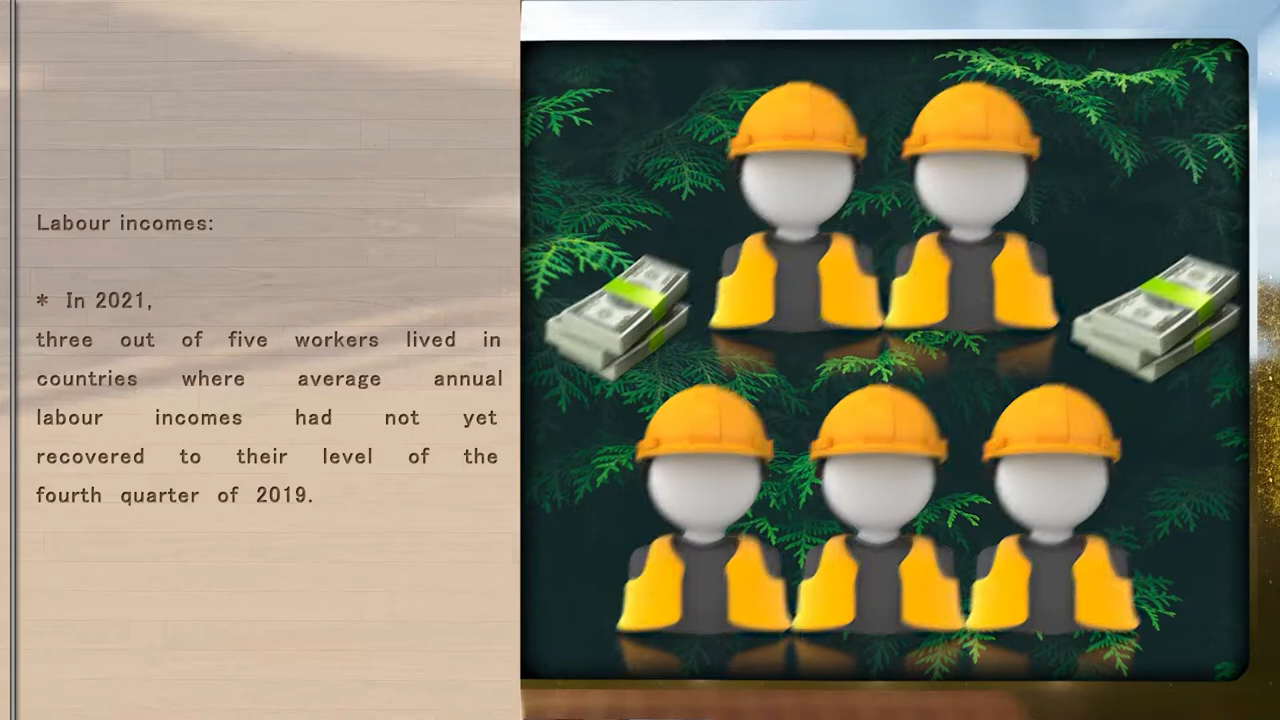 Labour incomes:
* In 2021,
three out of five workers lived in
countries where average annual
labour incomes had not yet
recovered to their level of the
fourth quarter of 2019.